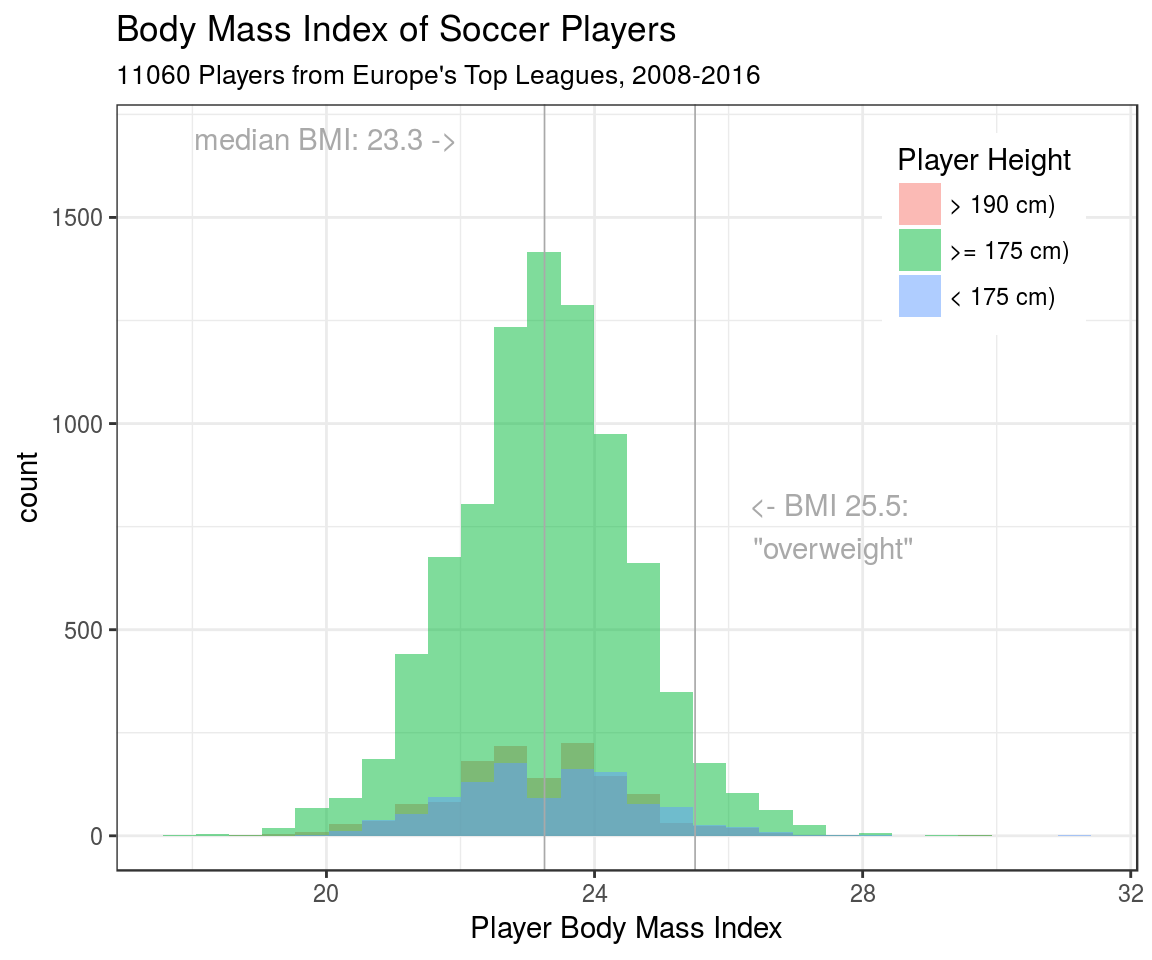 Body Mass Index of Soccer Players
11060 Players from Europe's Top Leagues, 2008-2016
median BMI: 23.3 ->
Player Height
> 190 cm)
>= 175 cm)
< 175 cm)
<- BMI 25.5:
"overweight"
count
1500
1000
500
0
20
24
28
32
Player Body Mass Index